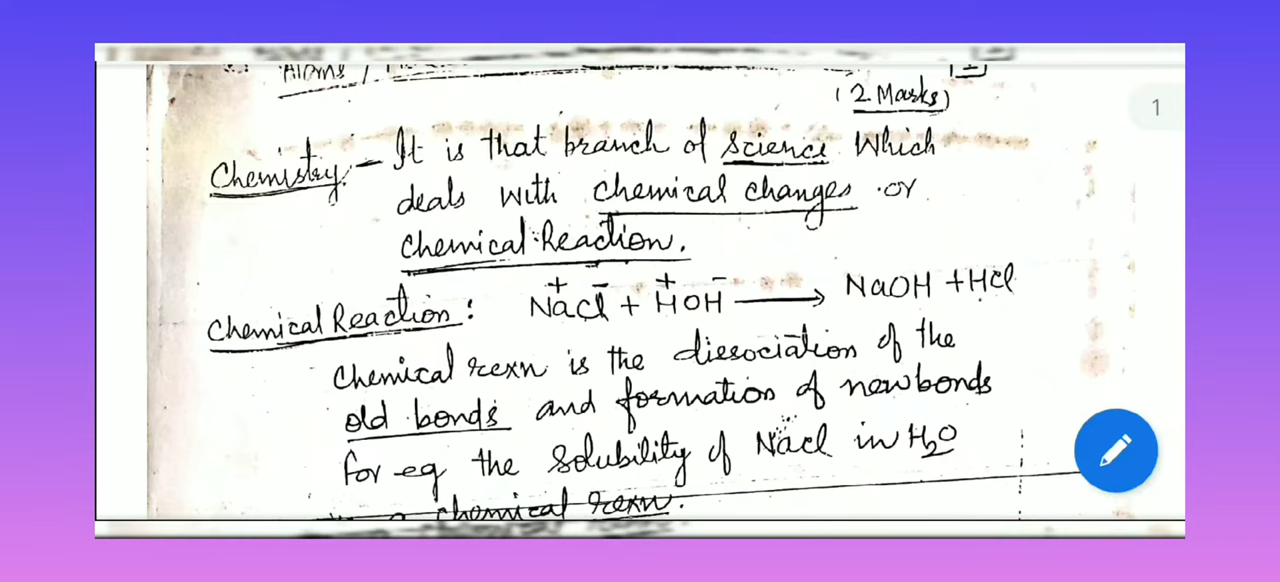 Atoms /
(2 Marks)
1
Chemistry:- It is that branch of Science Which
deals with chemical changes or
Chemical Reaction.
+ - + -
Chemical Reaction: NaCl + HOH ⟶ NaOH + HCl
Chemical rexn is the dissociation of the
old bonds and formation of new bonds
for eg the Solubility of NaCl in H₂O
chemical rexn.